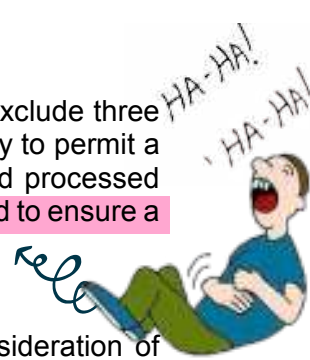 HA-HA!
HA-HA!
xclude three
y to permit a
d processed
d to ensure a
sideration of